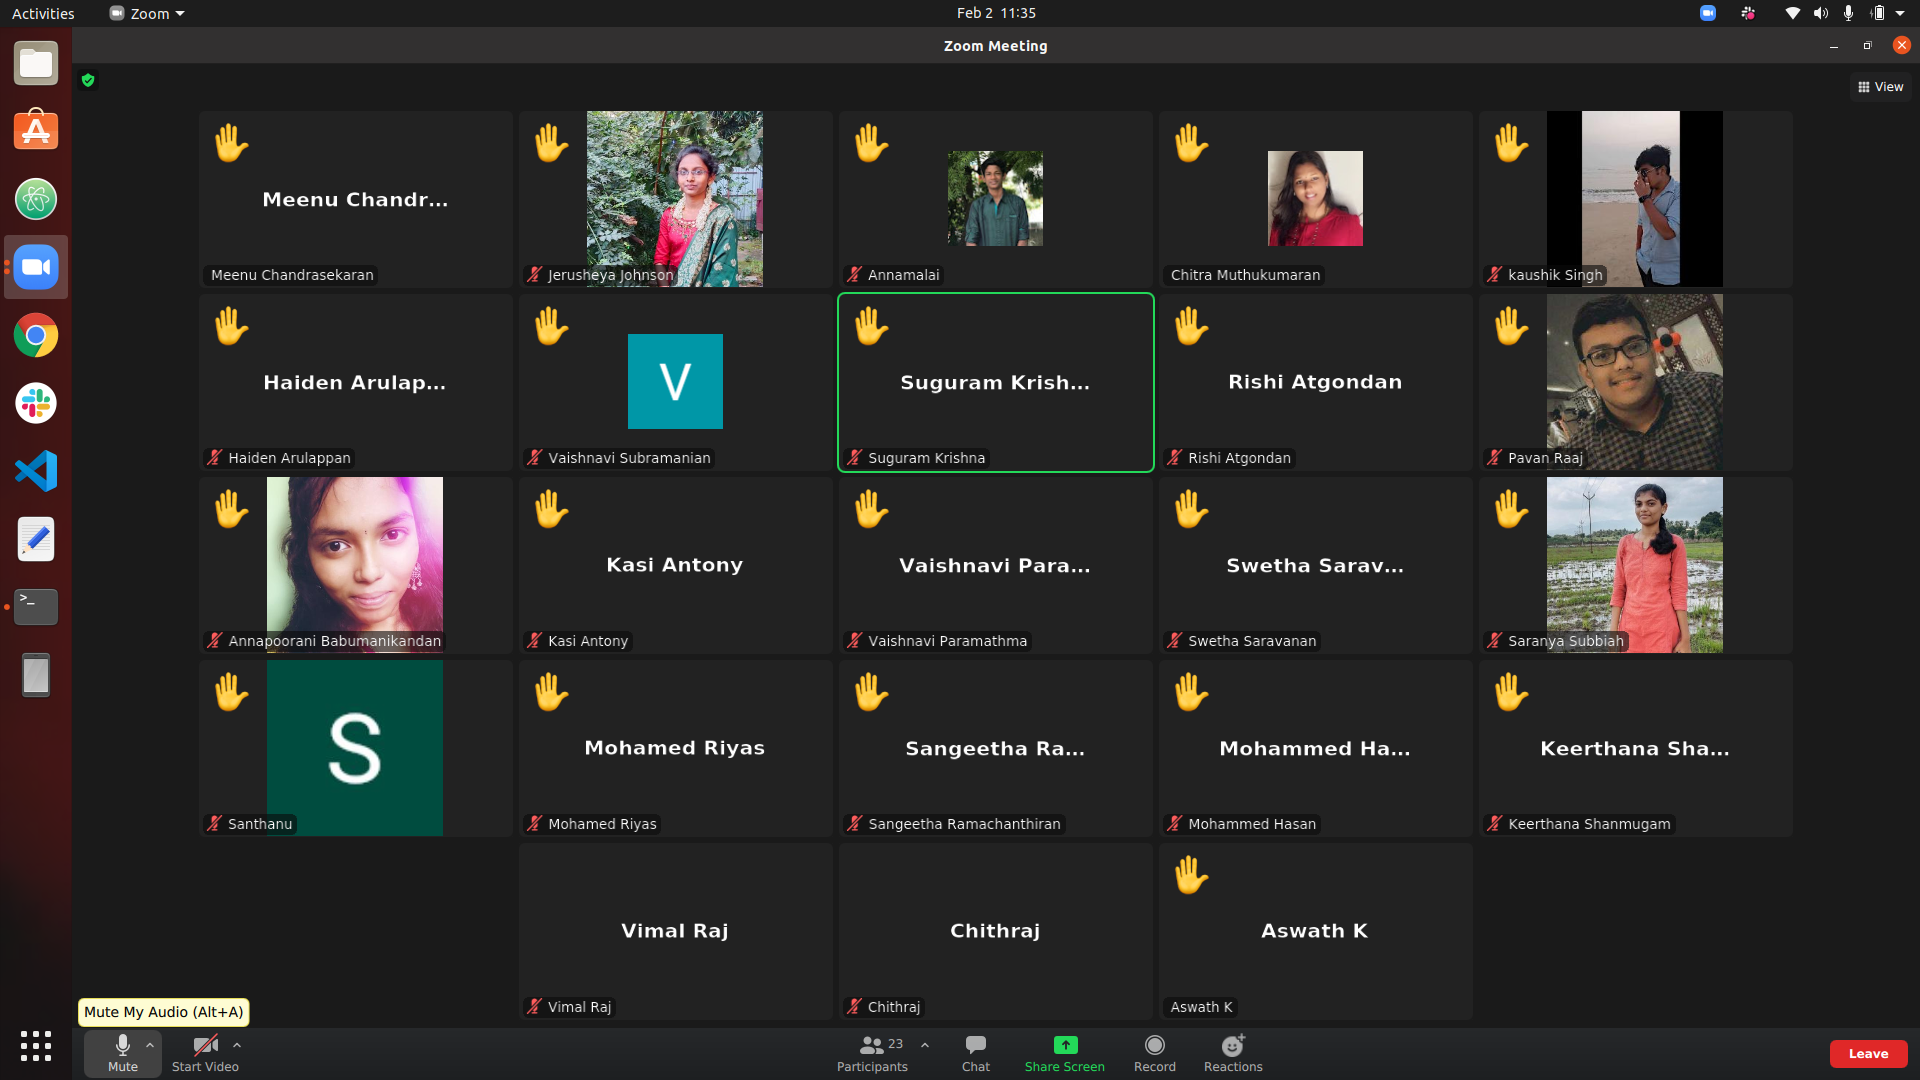 Activities
Zoom
Feb 2 11:35
Zoom Meeting
View
Meenu Chandr...
Meenu Chandrasekaran
Jerusheya Johnson
Annamalai
Chitra Muthukumaran
kaushik Singh
Haiden Arulap...
Haiden Arulappan
V
Vaishnavi Subramanian
Suguram Krish...
Suguram Krishna
Rishi Atgondan
Rishi Atgondan
Pavan Raaj
Annapoorani Babumanikandan
Kasi Antony
Kasi Antony
Vaishnavi Para...
Vaishnavi Paramathma
Swetha Sarav...
Swetha Saravanan
Saranya Subbiah
S
Santhanu
Mohamed Riyas
Mohamed Riyas
Sangeetha Ra...
Sangeetha Ramachanthiran
Mohammed Ha...
Mohammed Hasan
Keerthana Sha...
Keerthana Shanmugam
Vimal Raj
Vimal Raj
Chithraj
Chithraj
Aswath K
Aswath K
Mute My Audio (Alt+A)
Mute
Start Video
23
Participants
Chat
Share Screen
Record
Reactions
Leave